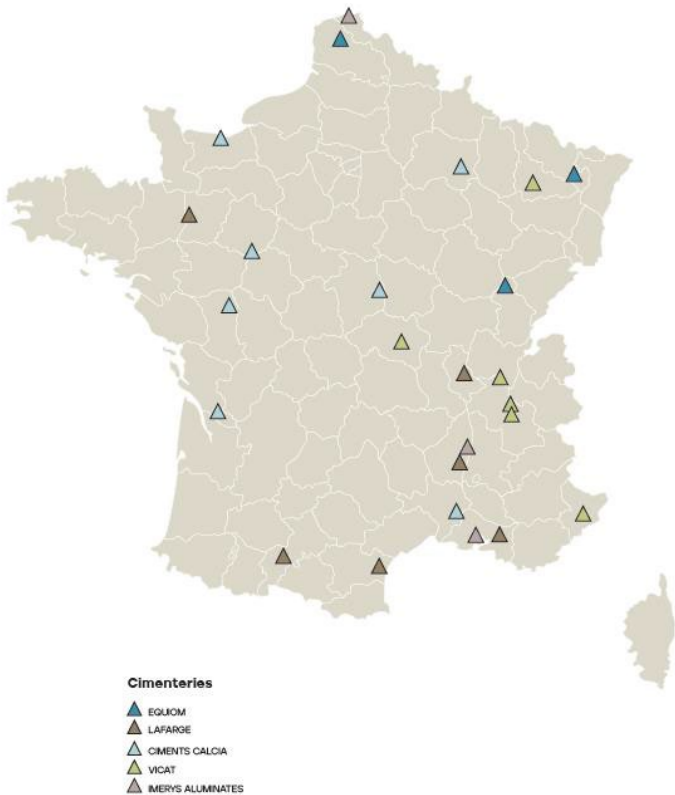 Cimenteries
EQUIOM
LAFARGE
CIMENTS CALCIA
VICAT
IMERYS ALUMINATES